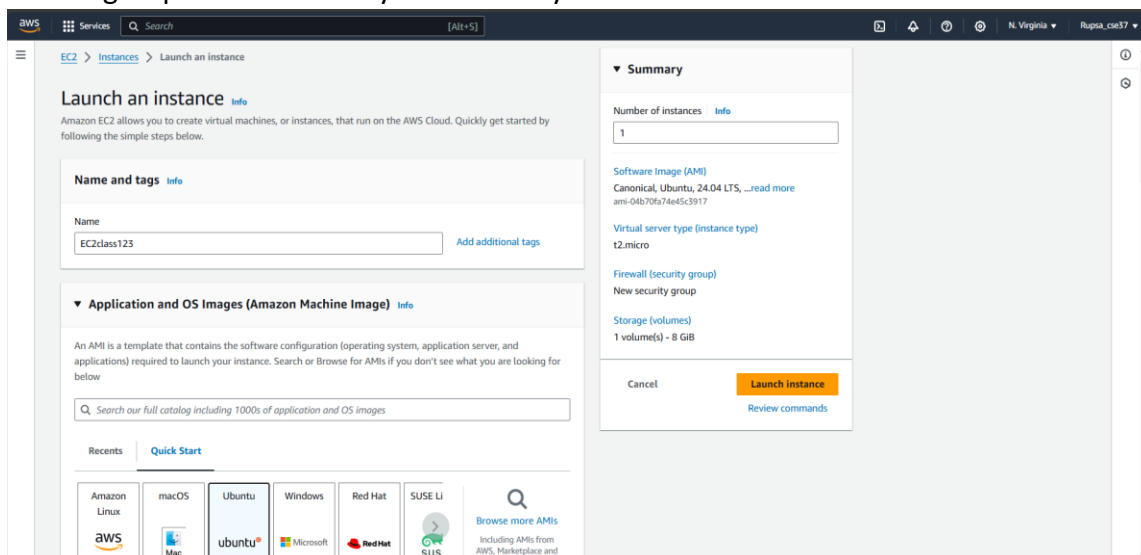 aws
Services
Search
[Alt+S]
N. Virginia
Rupsa_cse37
EC2 > Instances > Launch an instance
Launch an instance Info
Amazon EC2 allows you to create virtual machines, or instances, that run on the AWS Cloud. Quickly get started by
following the simple steps below.
Name and tags Info
Name
EC2class123
Add additional tags
Application and OS Images (Amazon Machine Image) Info
An AMI is a template that contains the software configuration (operating system, application server, and
applications) required to launch your instance. Search or Browse for AMIs if you don't see what you are looking for
below
Search our full catalog including 1000s of application and OS images
Recents
Quick Start
Amazon
Linux
aws
macOS
Mac
Ubuntu
ubuntu
Windows
Microsoft
Red Hat
Red Hat
SUSE Li
SUS
Browse more AMIs
Including AMIs from
AWS, Marketplace and
Summary
Number of instances Info
1
Software Image (AMI)
Canonical, Ubuntu, 24.04 LTS, ...read more
ami-04b70fa74e45c3917
Virtual server type (instance type)
t2.micro
Firewall (security group)
New security group
Storage (volumes)
1 volume(s) - 8 GiB
Cancel
Launch instance
Review commands